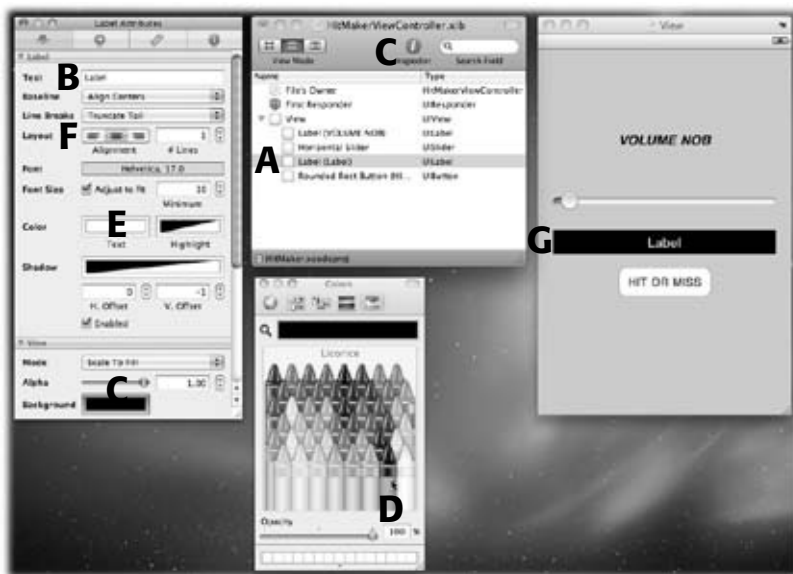 Label Attributes
Label
Text
B
Label
Baseline
Align Centers
Line Breaks
Truncate Tail
Layout
F
1
Alignment
# Lines
Font
Helvetica, 17.0
Font Size
Adjust to fit
10
Minimum
Color
E
Text
Highlight
Shadow
0
-1
H. Offset
V. Offset
Enabled
View
Mode
Scale To Fill
Alpha
C
1.00
Background
HitMakerViewController.xib
C
View Mode
Inspector
Search Field
Name
Type
File's Owner
HitMakerViewController
First Responder
UIResponder
View
UIView
Label (VOLUME NOB)
UILabel
Horizontal Slider
UISlider
A
Label (Label)
UILabel
Rounded Rect Button (Hi...
UIButton
HitMaker.xcodeproj
Colors
Licorice
D
Opacity
100 %
View
VOLUME NOB
G
Label
HIT OR MISS